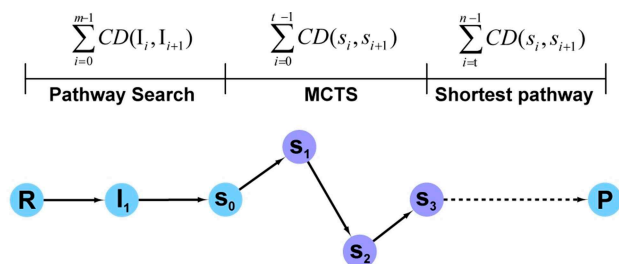 m-1 t-1 n-1
∑ CD(I_i, I_{i+1}) ∑ CD(s_i, s_{i+1}) ∑ CD(s_i, s_{i+1})
i=0 i=0 i=t
Pathway Search MCTS Shortest pathway
s_1
R I_1 s_0 s_3 P
s_2